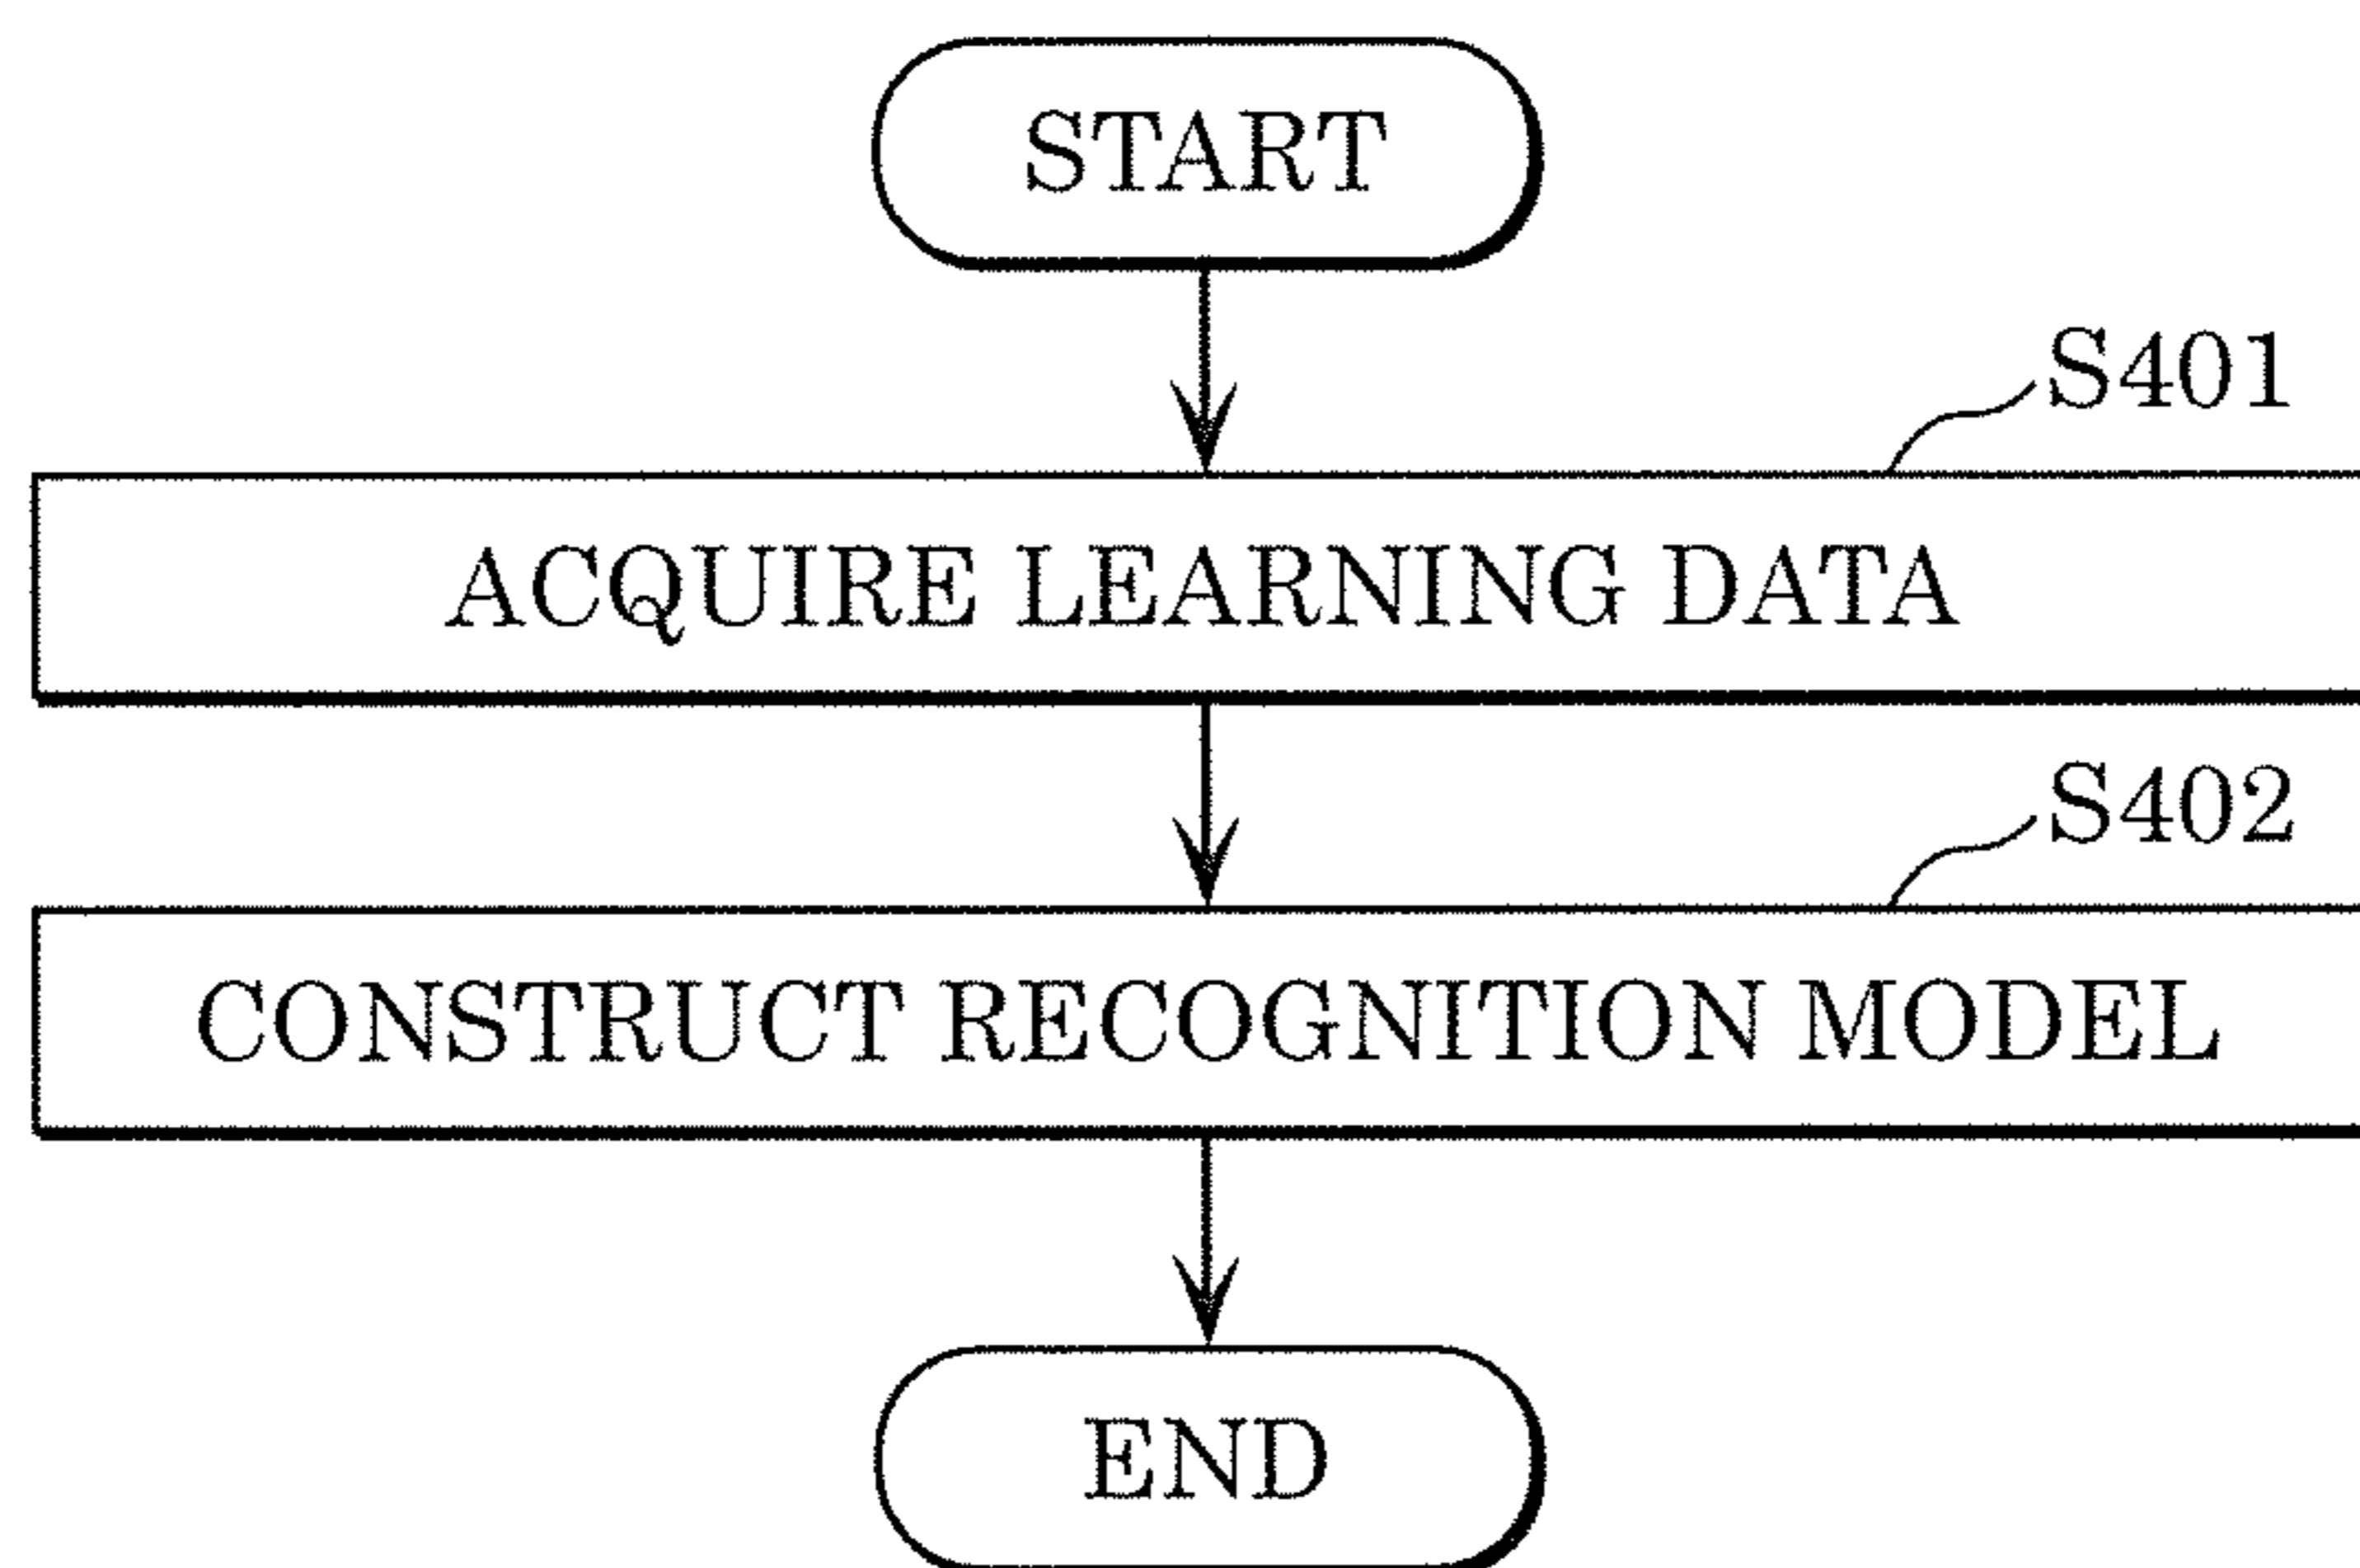 START
S401
ACQUIRE LEARNING DATA
S402
CONSTRUCT RECOGNITION MODEL
END